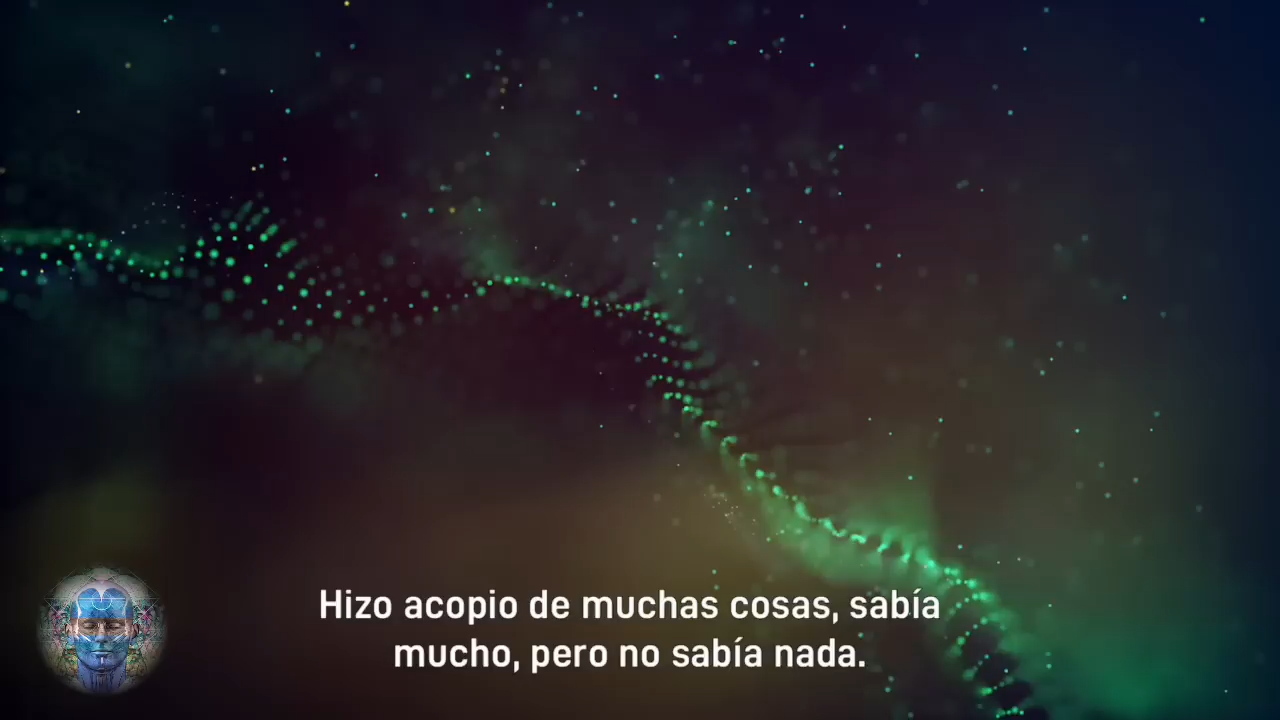 Hizo acopio de muchas cosas, sabía
mucho, pero no sabía nada.